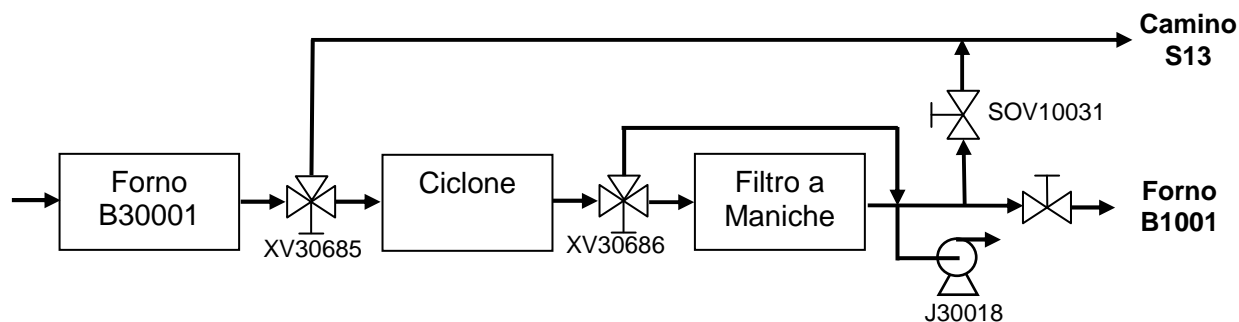 Camino
S13
SOV10031
Forno
B30001
Ciclone
Filtro a
Maniche
Forno
B1001
XV30685
XV30686
J30018